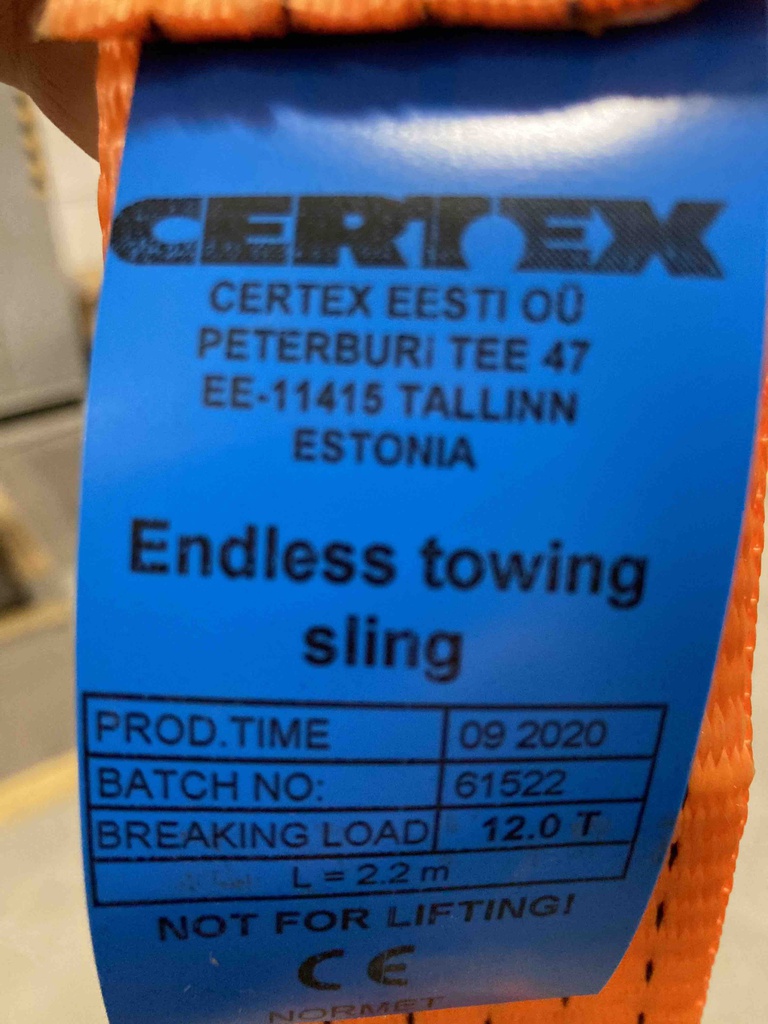 CERTEX
CERTEX EESTI OÜ
PETERBURI TEE 47
EE-11415 TALLINN
ESTONIA
Endless towing
sling
PROD.TIME 09 2020
BATCH NO: 61522
BREAKING LOAD 12.0 T
L = 2.2 m
NOT FOR LIFTING!
CE
NORMET